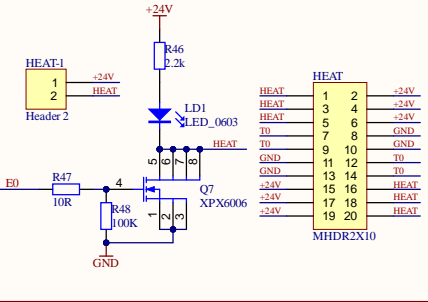 +24V
R46
2.2k
HEAT-1
1 +24V
2 HEAT
Header 2
LD1
LED_0603
HEAT
5 6 7 8
E0
R47
10R
4
Q7
XPX6006
R48
100K
1 2 3
GND
HEAT
HEAT 1 2 +24V
HEAT 3 4 +24V
HEAT 5 6 +24V
T0 7 8 GND
T0 9 10 GND
GND 11 12 T0
GND 13 14 T0
+24V 15 16 HEAT
+24V 17 18 HEAT
+24V 19 20 HEAT
MHDR2X10